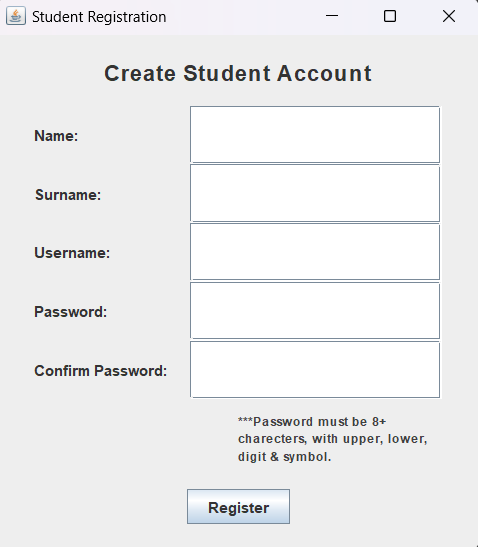 Student Registration
Create Student Account
Name:
Surname:
Username:
Password:
Confirm Password:
***Password must be 8+
charecters, with upper, lower,
digit & symbol.
Register